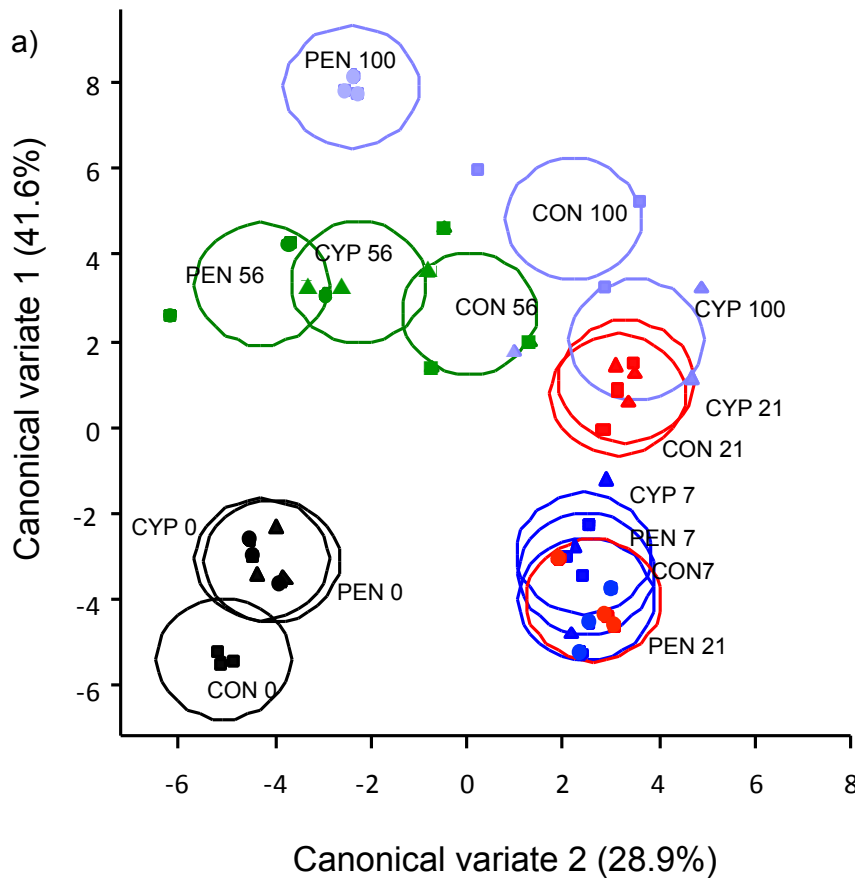 a)
Canonical variate 1 (41.6%)
8
6
4
2
0
-2
-4
-6
PEN 100
CON 100
CYP 56
PEN 56
CON 56
CYP 100
CYP 21
CON 21
CYP 7
CYP 0
PEN 7
CON7
PEN 0
PEN 21
CON 0
-6 -4 -2 0 2 4 6 8
Canonical variate 2 (28.9%)